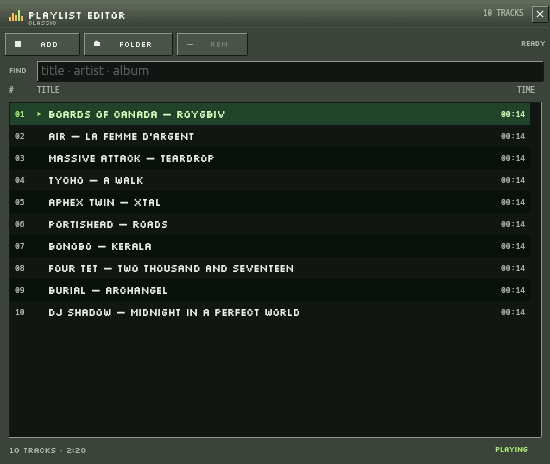 PLAYLIST EDITOR
CLASSIC
10 TRACKS
ADD FOLDER REM READY
FIND title · artist · album
# TITLE TIME
01 BOARDS OF CANADA — ROYGBIV 00:14
02 AIR — LA FEMME D'ARGENT 00:14
03 MASSIVE ATTACK — TEARDROP 00:14
04 TYCHO — A WALK 00:14
05 APHEX TWIN — XTAL 00:14
06 PORTISHEAD — ROADS 00:14
07 BONOBO — KERALA 00:14
08 FOUR TET — TWO THOUSAND AND SEVENTEEN 00:14
09 BURIAL — ARCHANGEL 00:14
10 DJ SHADOW — MIDNIGHT IN A PERFECT WORLD 00:14
10 TRACKS · 2:20 PLAYING